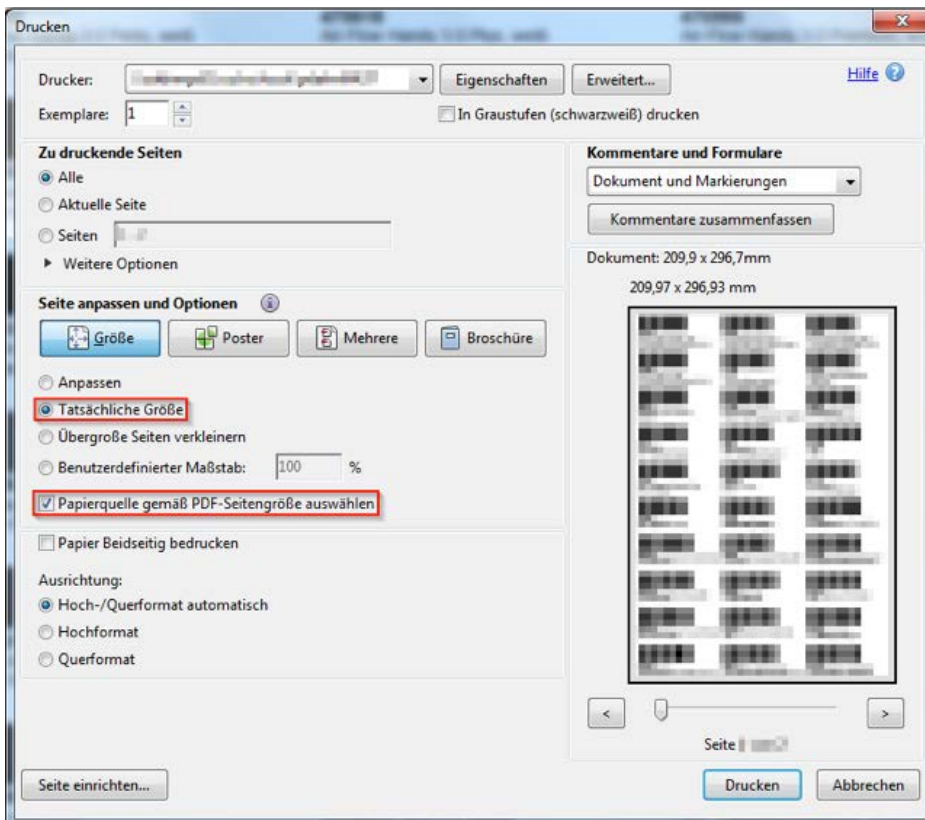 Drucken
Drucker:
Eigenschaften
Erweitert...
Hilfe
Exemplare: 1
In Graustufen (schwarzweiß) drucken
Zu druckende Seiten
Alle
Aktuelle Seite
Seiten
Weitere Optionen
Kommentare und Formulare
Dokument und Markierungen
Kommentare zusammenfassen
Dokument: 209,9 x 296,7mm
209,97 x 296,93 mm
Seite anpassen und Optionen
Größe
Poster
Mehrere
Broschüre
Anpassen
Tatsächliche Größe
Übergroße Seiten verkleinern
Benutzerdefinierter Maßstab: 100 %
Papierquelle gemäß PDF-Seitengröße auswählen
Papier Beidseitig bedrucken
Ausrichtung:
Hoch-/Querformat automatisch
Hochformat
Querformat
<
>
Seite
Seite einrichten...
Drucken
Abbrechen